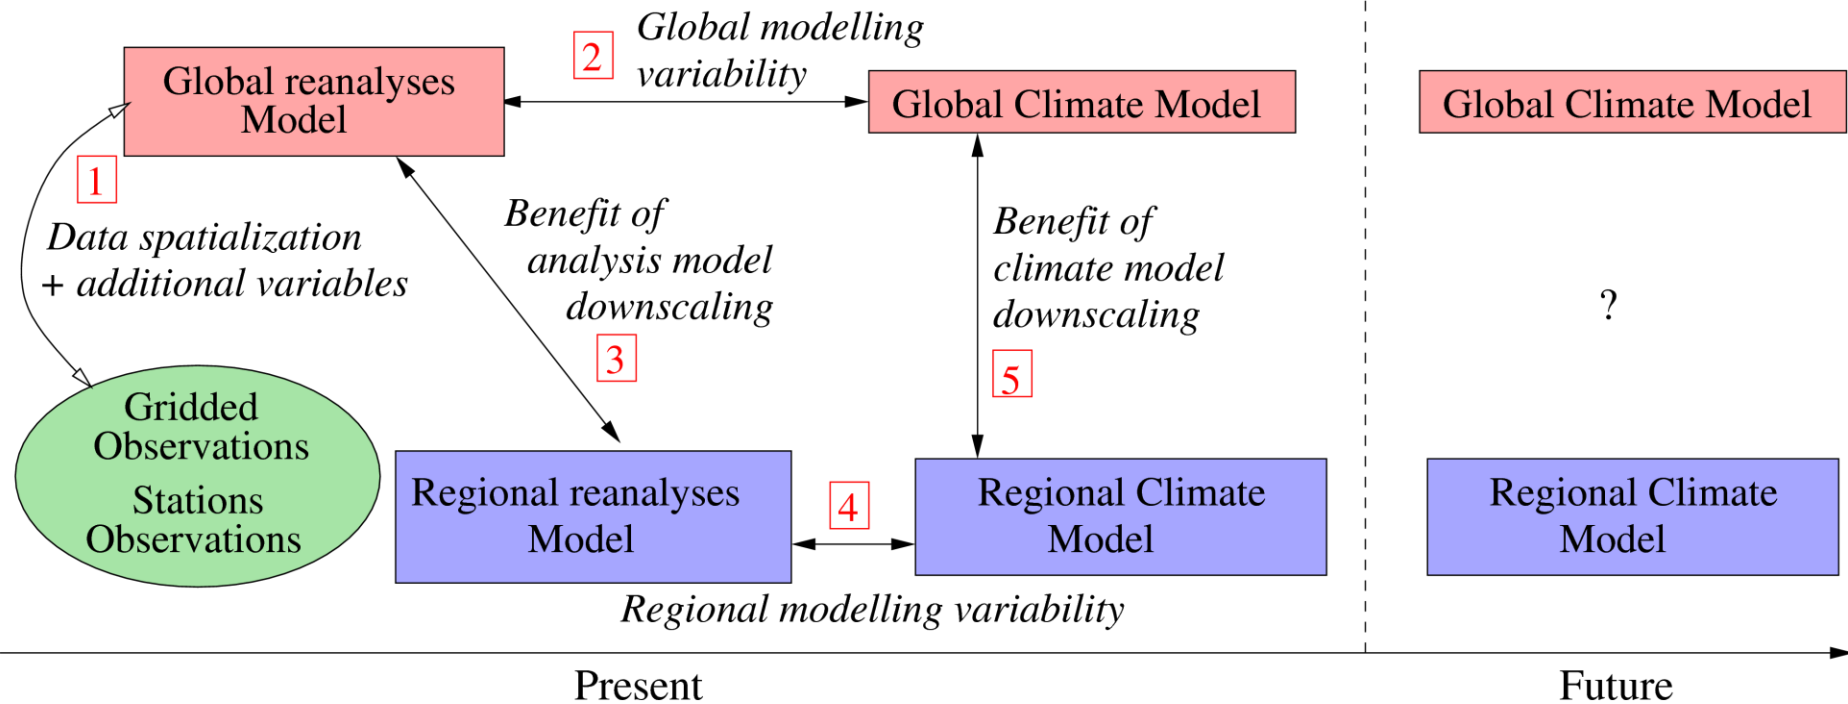 Global reanalyses
Model
2
Global modelling
variability
Global Climate Model
Global Climate Model
1
Data spatialization
+ additional variables
Benefit of
analysis model
downscaling
3
Benefit of
climate model
downscaling
5
?
Gridded
Observations
Stations
Observations
Regional reanalyses
Model
4
Regional Climate
Model
Regional Climate
Model
Regional modelling variability
Present
Future